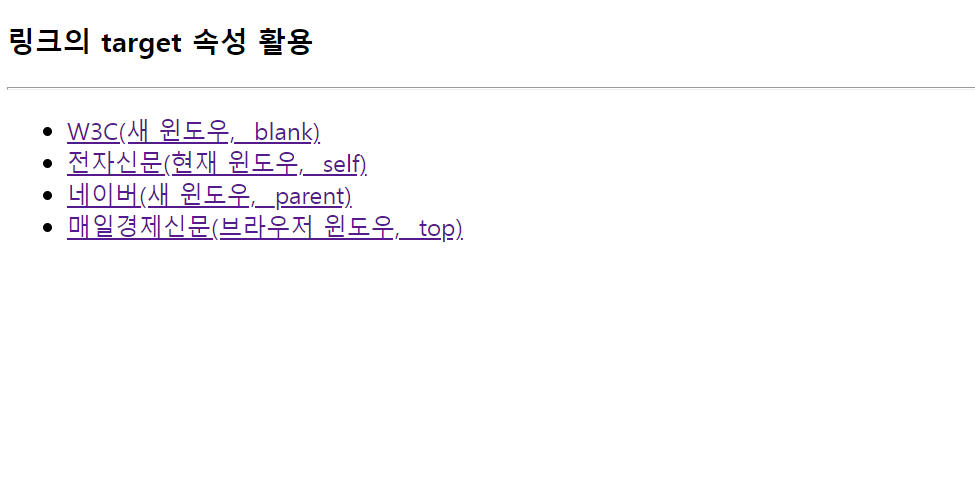 링크의 target 속성 활용
W3C(새 윈도우, _blank)
전자신문(현재 윈도우, _self)
네이버(새 윈도우, _parent)
매일경제신문(브라우저 윈도우, _top)